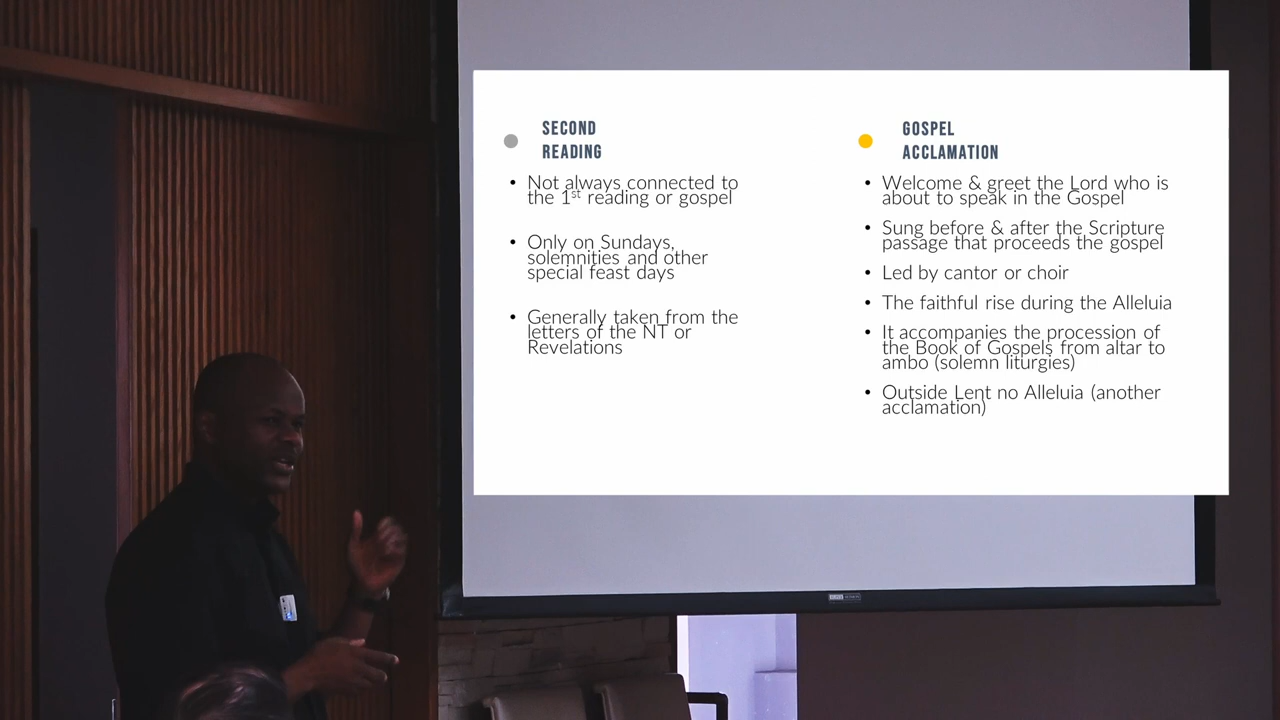 SECOND
READING
• Not always connected to
the 1st reading or gospel
• Only on Sundays,
solemnities and other
special feast days
• Generally taken from the
letters of the NT or
Revelations
GOSPEL
ACCLAMATION
• Welcome & greet the Lord who is
about to speak in the Gospel
• Sung before & after the Scripture
passage that proceeds the gospel
• Led by cantor or choir
• The faithful rise during the Alleluia
• It accompanies the procession of
the Book of Gospels from altar to
ambo (solemn liturgies)
• Outside Lent no Alleluia (another
acclamation)